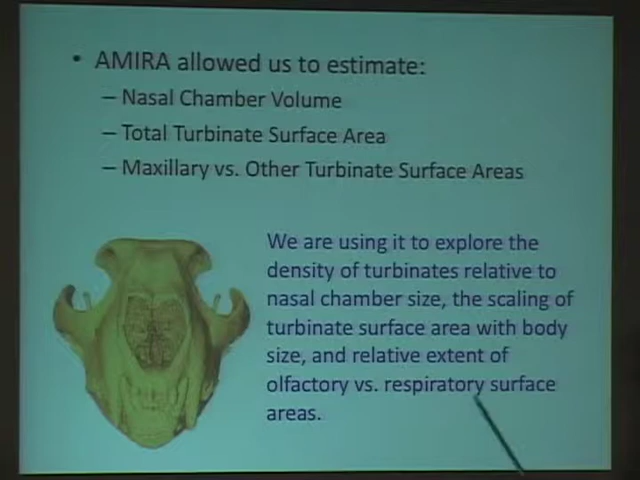 • AMIRA allowed us to estimate:
– Nasal Chamber Volume
– Total Turbinate Surface Area
– Maxillary vs. Other Turbinate Surface Areas
We are using it to explore the
density of turbinates relative to
nasal chamber size, the scaling of
turbinate surface area with body
size, and relative extent of
olfactory vs. respiratory surface
areas.